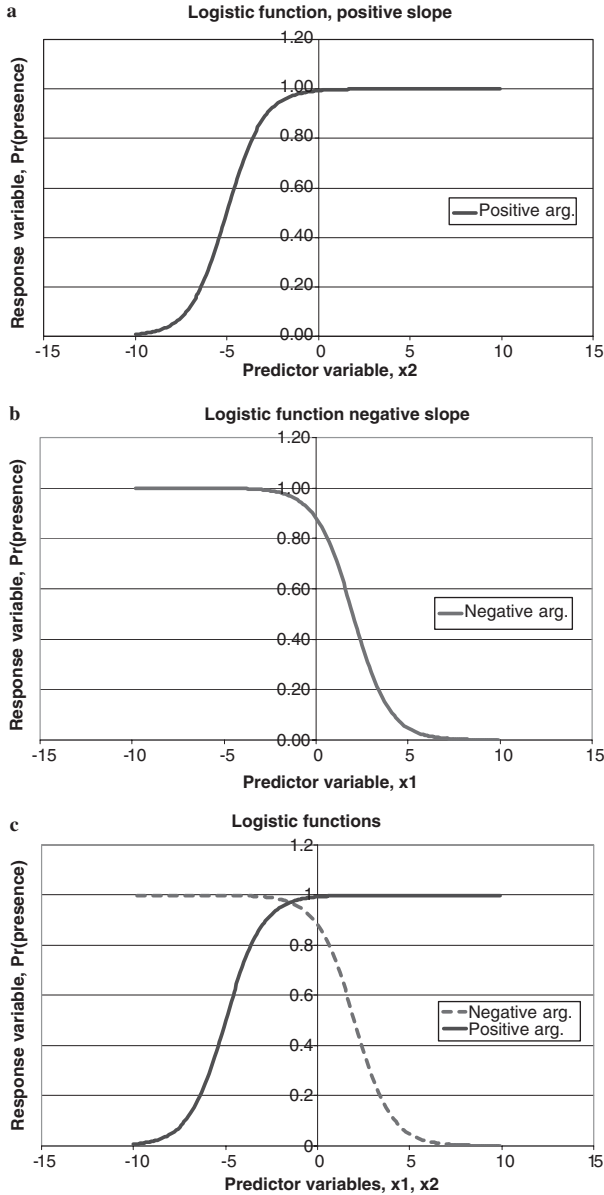 a
Logistic function, positive slope
1.20
1.00
0.80
0.60
0.40
0.20
0.00
-15 -10 -5 0 5 10 15
Response variable, Pr(presence)
Predictor variable, x2
Positive arg.
b
Logistic function negative slope
1.20
1.00
0.80
0.60
0.40
0.20
0.00
-15 -10 -5 0 5 10 15
Response variable, Pr(presence)
Predictor variable, x1
Negative arg.
c
Logistic functions
1.2
1
0.8
0.6
0.4
0.2
0
-15 -10 -5 0 5 10 15
Response variable, Pr(presence)
Predictor variables, x1, x2
Negative arg.
Positive arg.